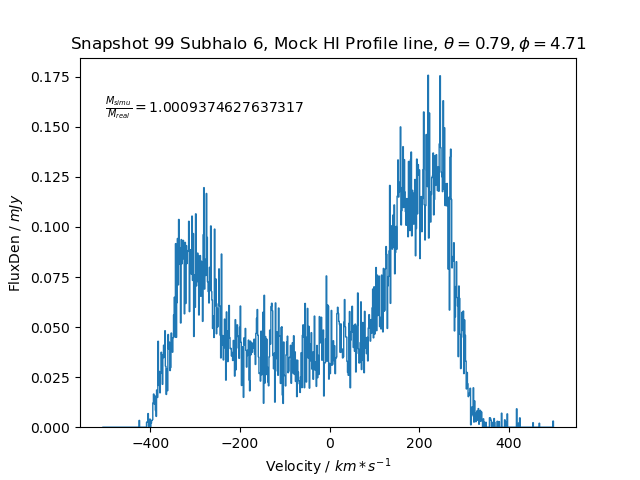 Snapshot 99 Subhalo 6, Mock HI Profile line, θ = 0.79, ϕ = 4.71
M_simu / M_real = 1.0009374627637317
FluxDen / mJy
0.175
0.150
0.125
0.100
0.075
0.050
0.025
0.000
−400 −200 0 200 400
Velocity / km * s⁻¹